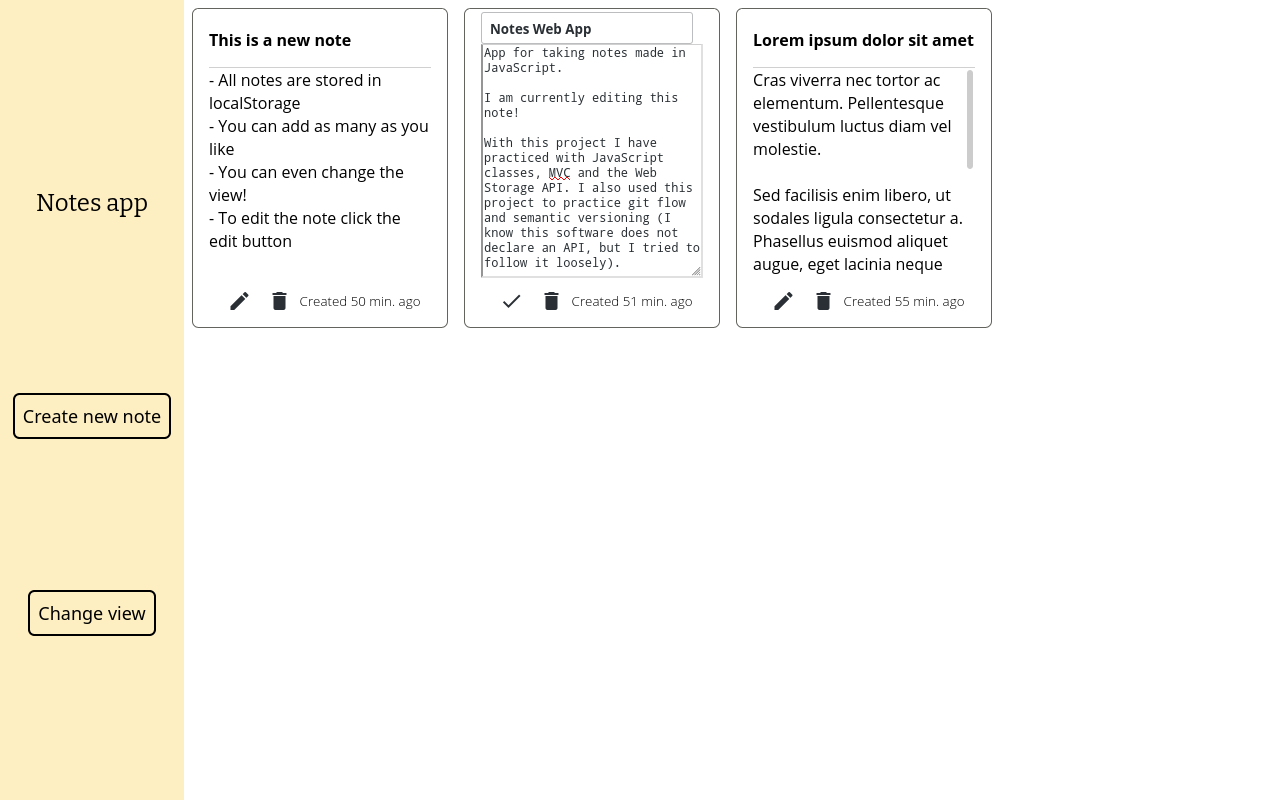 Notes app
Create new note
Change view
This is a new note
- All notes are stored in
localStorage
- You can add as many as you
like
- You can even change the
view!
- To edit the note click the
edit button
Created 50 min. ago
Notes Web App
App for taking notes made in
JavaScript.
I am currently editing this
note!
With this project I have
practiced with JavaScript
classes, MVC and the Web
Storage API. I also used this
project to practice git flow
and semantic versioning (I
know this software does not
declare an API, but I tried to
follow it loosely).
Created 51 min. ago
Lorem ipsum dolor sit amet
Cras viverra nec tortor ac
elementum. Pellentesque
vestibulum luctus diam vel
molestie.
Sed facilisis enim libero, ut
sodales ligula consectetur a.
Phasellus euismod aliquet
augue, eget lacinia neque
Created 55 min. ago